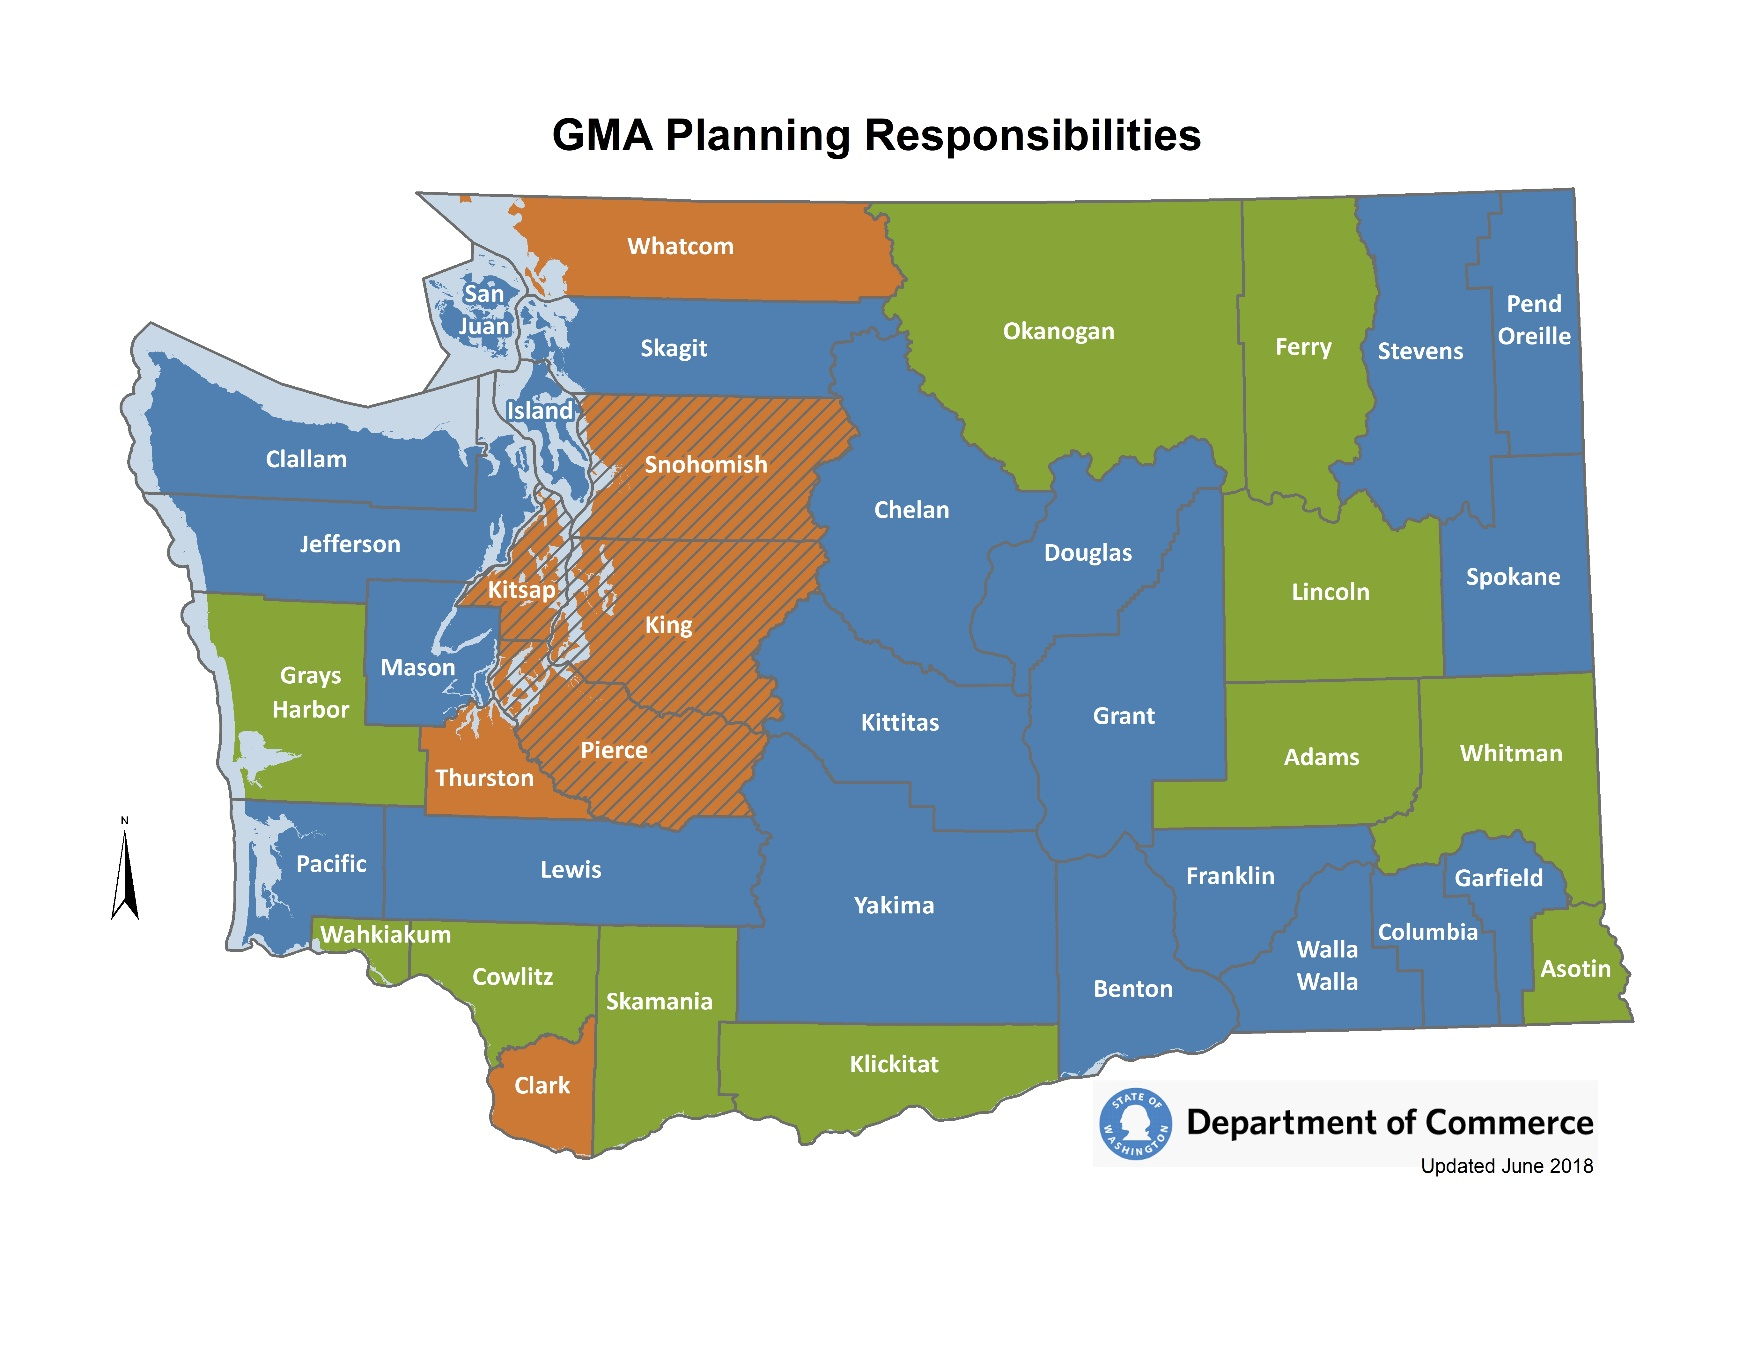 GMA Planning Responsibilities
Whatcom
San
Juan
Skagit
Okanogan
Ferry
Stevens
Pend
Oreille
Island
Clallam
Snohomish
Chelan
Jefferson
Douglas
Kitsap
King
Lincoln
Spokane
Grays
Harbor
Mason
Kittitas
Grant
Pierce
Thurston
Adams
Whitman
N
Pacific
Lewis
Yakima
Franklin
Garfield
Wahkiakum
Columbia
Walla
Walla
Cowlitz
Skamania
Benton
Asotin
Klickitat
Clark
STATE OF
WASHINGTON
Department of Commerce
Updated June 2018